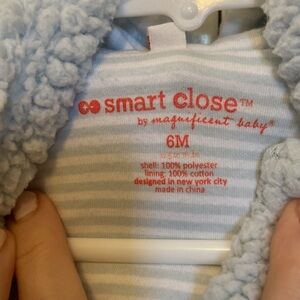 smart close™
by magnificent baby®
6M
shell: 100% polyester
lining: 100% cotton
designed in new york city
made in china